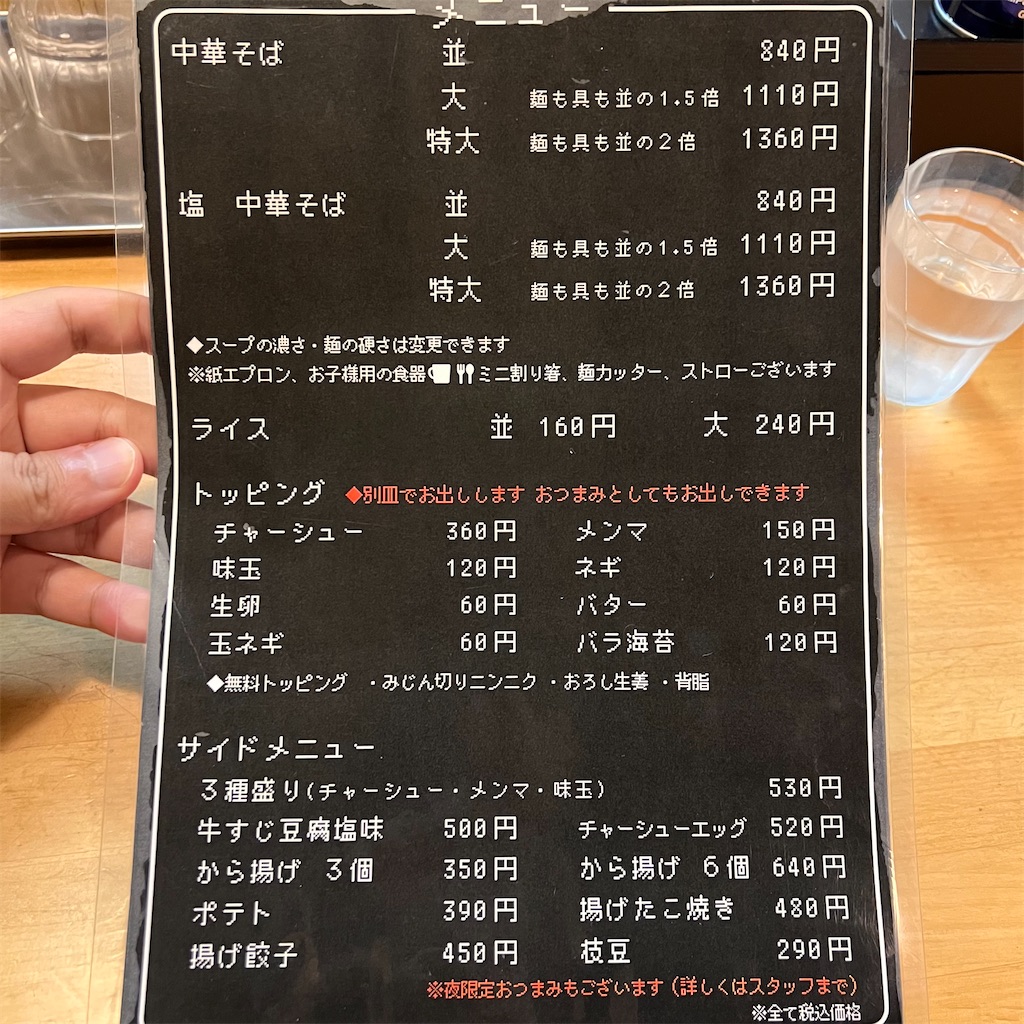 メニュー
中華そば 並 840円
大 麺も具も並の1.5倍 1110円
特大 麺も具も並の2倍 1360円
塩 中華そば 並 840円
大 麺も具も並の1.5倍 1110円
特大 麺も具も並の2倍 1360円
◆スープの濃さ・麺の硬さは変更できます
※紙エプロン、お子様用の食器 ミニ割り箸、麺カッター、ストローございます
ライス 並 160円 大 240円
トッピング ◆別皿でお出しします おつまみとしてもお出しできます
チャーシュー 360円 メンマ 150円
味玉 120円 ネギ 120円
生卵 60円 バター 60円
玉ネギ 60円 バラ海苔 120円
◆無料トッピング ・みじん切りニンニク ・おろし生姜 ・背脂
サイドメニュー
3種盛り(チャーシュー・メンマ・味玉) 530円
牛すじ豆腐塩味 500円 チャーシューエッグ 520円
から揚げ 3個 350円 から揚げ 6個 640円
ポテト 390円 揚げたこ焼き 480円
揚げ餃子 450円 枝豆 290円
※夜限定おつまみもございます(詳しくはスタッフまで)
※全て税込価格